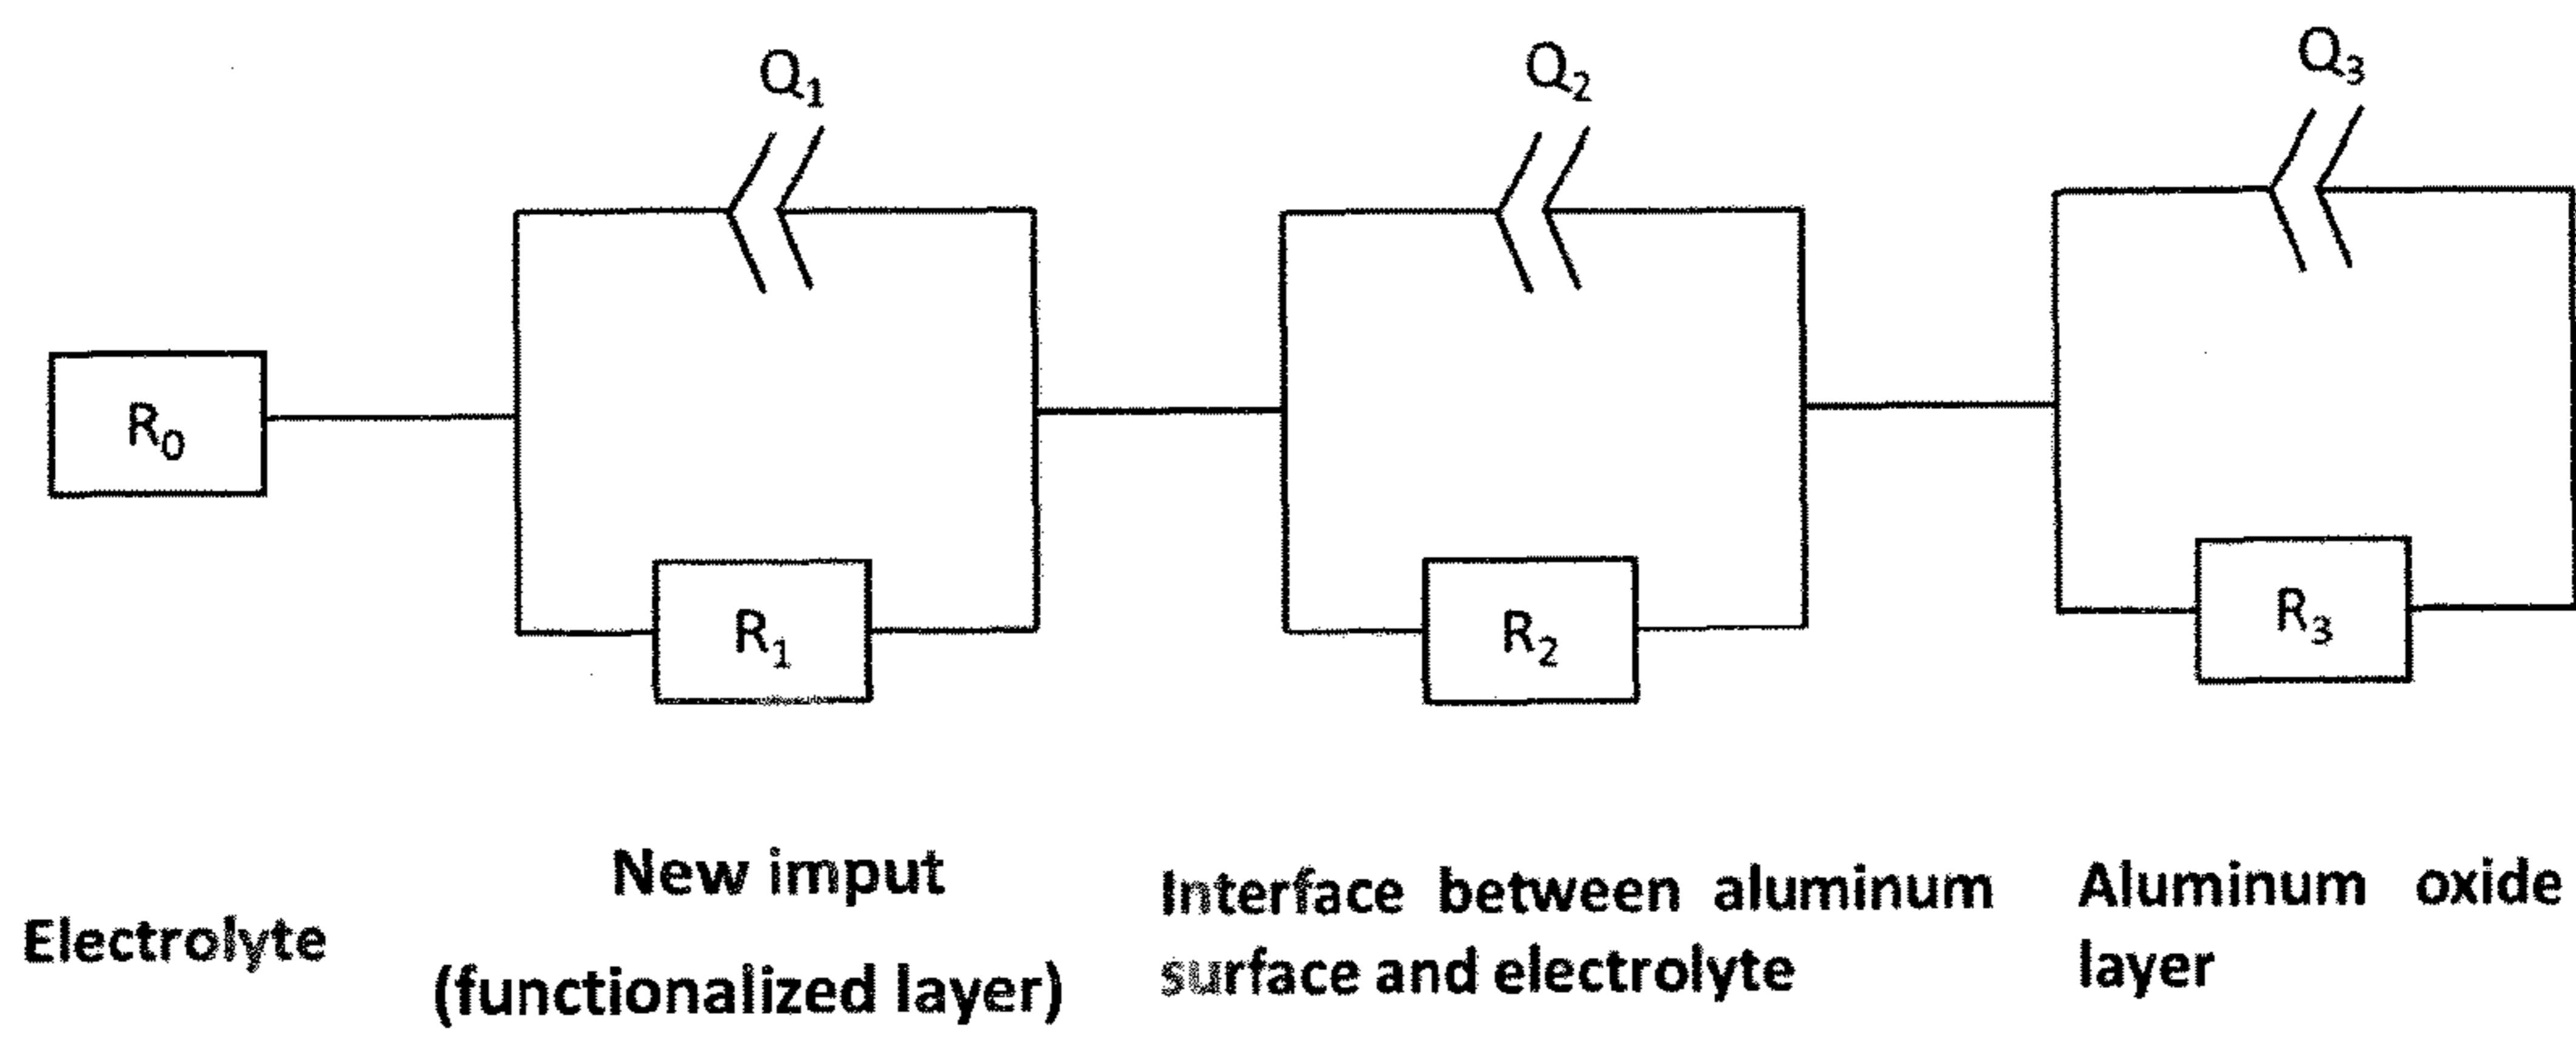 Q₁
Q₂
Q₃
R₀
R₁
R₂
R₃
Electrolyte
New imput
(functionalized layer)
Interface between aluminum
surface and electrolyte
Aluminum oxide
layer